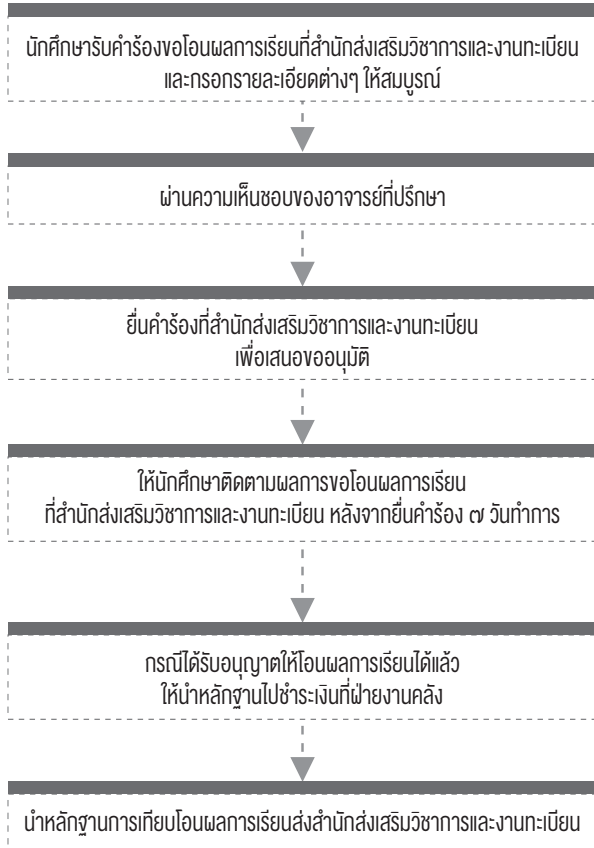 นักศึกษารับคำร้องขอโอนผลการเรียนที่สำนักส่งเสริมวิชาการและงานทะเบียน
และกรอกรายละเอียดต่างๆ ให้สมบูรณ์
ผ่านความเห็นชอบของอาจารย์ที่ปรึกษา
ยื่นคำร้องที่สำนักส่งเสริมวิชาการและงานทะเบียน
เพื่อเสนอขออนุมัติ
ให้นักศึกษาติดตามผลการขอโอนผลการเรียน
ที่สำนักส่งเสริมวิชาการและงานทะเบียน หลังจากยื่นคำร้อง ๗ วันทำการ
กรณีได้รับอนุญาตให้โอนผลการเรียนได้แล้ว
ให้นำหลักฐานไปชำระเงินที่ฝ่ายงานคลัง
นำหลักฐานการเทียบโอนผลการเรียนส่งสำนักส่งเสริมวิชาการและงานทะเบียน